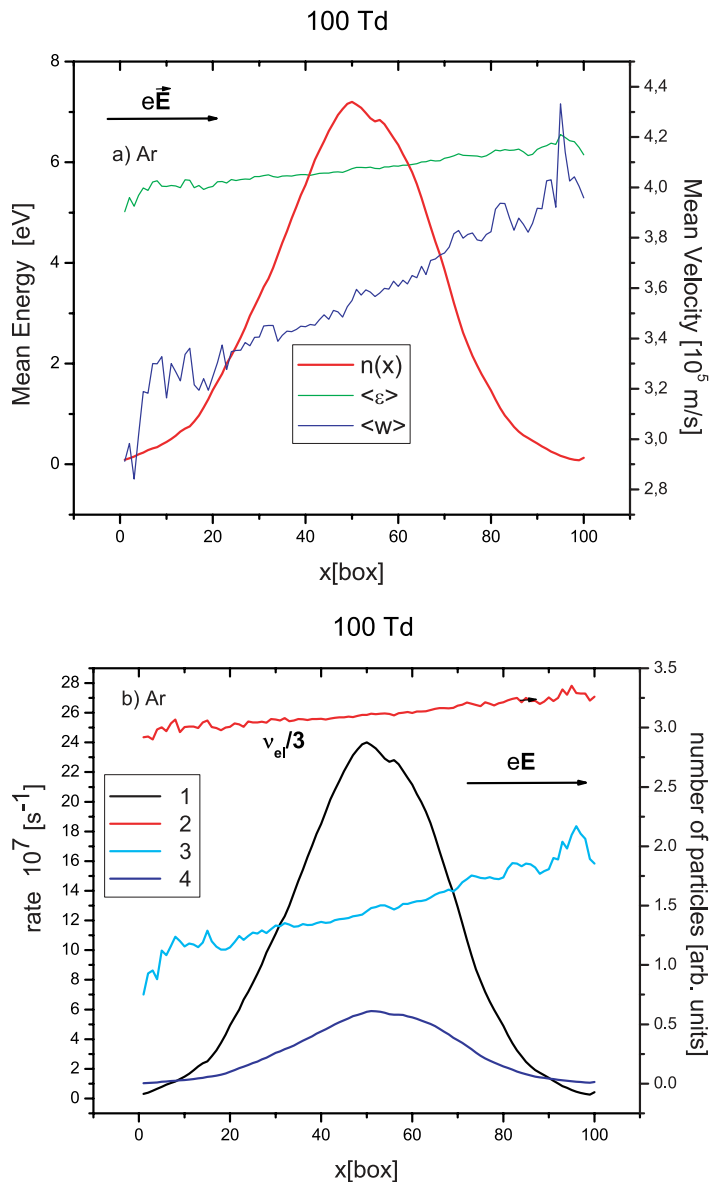 100 Td
eE
a) Ar
8
6
4
2
0
4,4
4,2
4,0
3,8
3,6
3,4
3,2
3,0
2,8
Mean Energy [eV]
Mean Velocity [10^5 m/s]
n(x)
<ε>
<w>
0 20 40 60 80 100
x[box]
100 Td
b) Ar
ν_el/3
eE
28
26
24
22
20
18
16
14
12
10
8
6
4
2
0
3.5
3.0
2.5
2.0
1.5
1.0
0.5
0.0
rate 10^7 [s^-1]
number of particles [arb. units]
1
2
3
4
0 20 40 60 80 100
x[box]